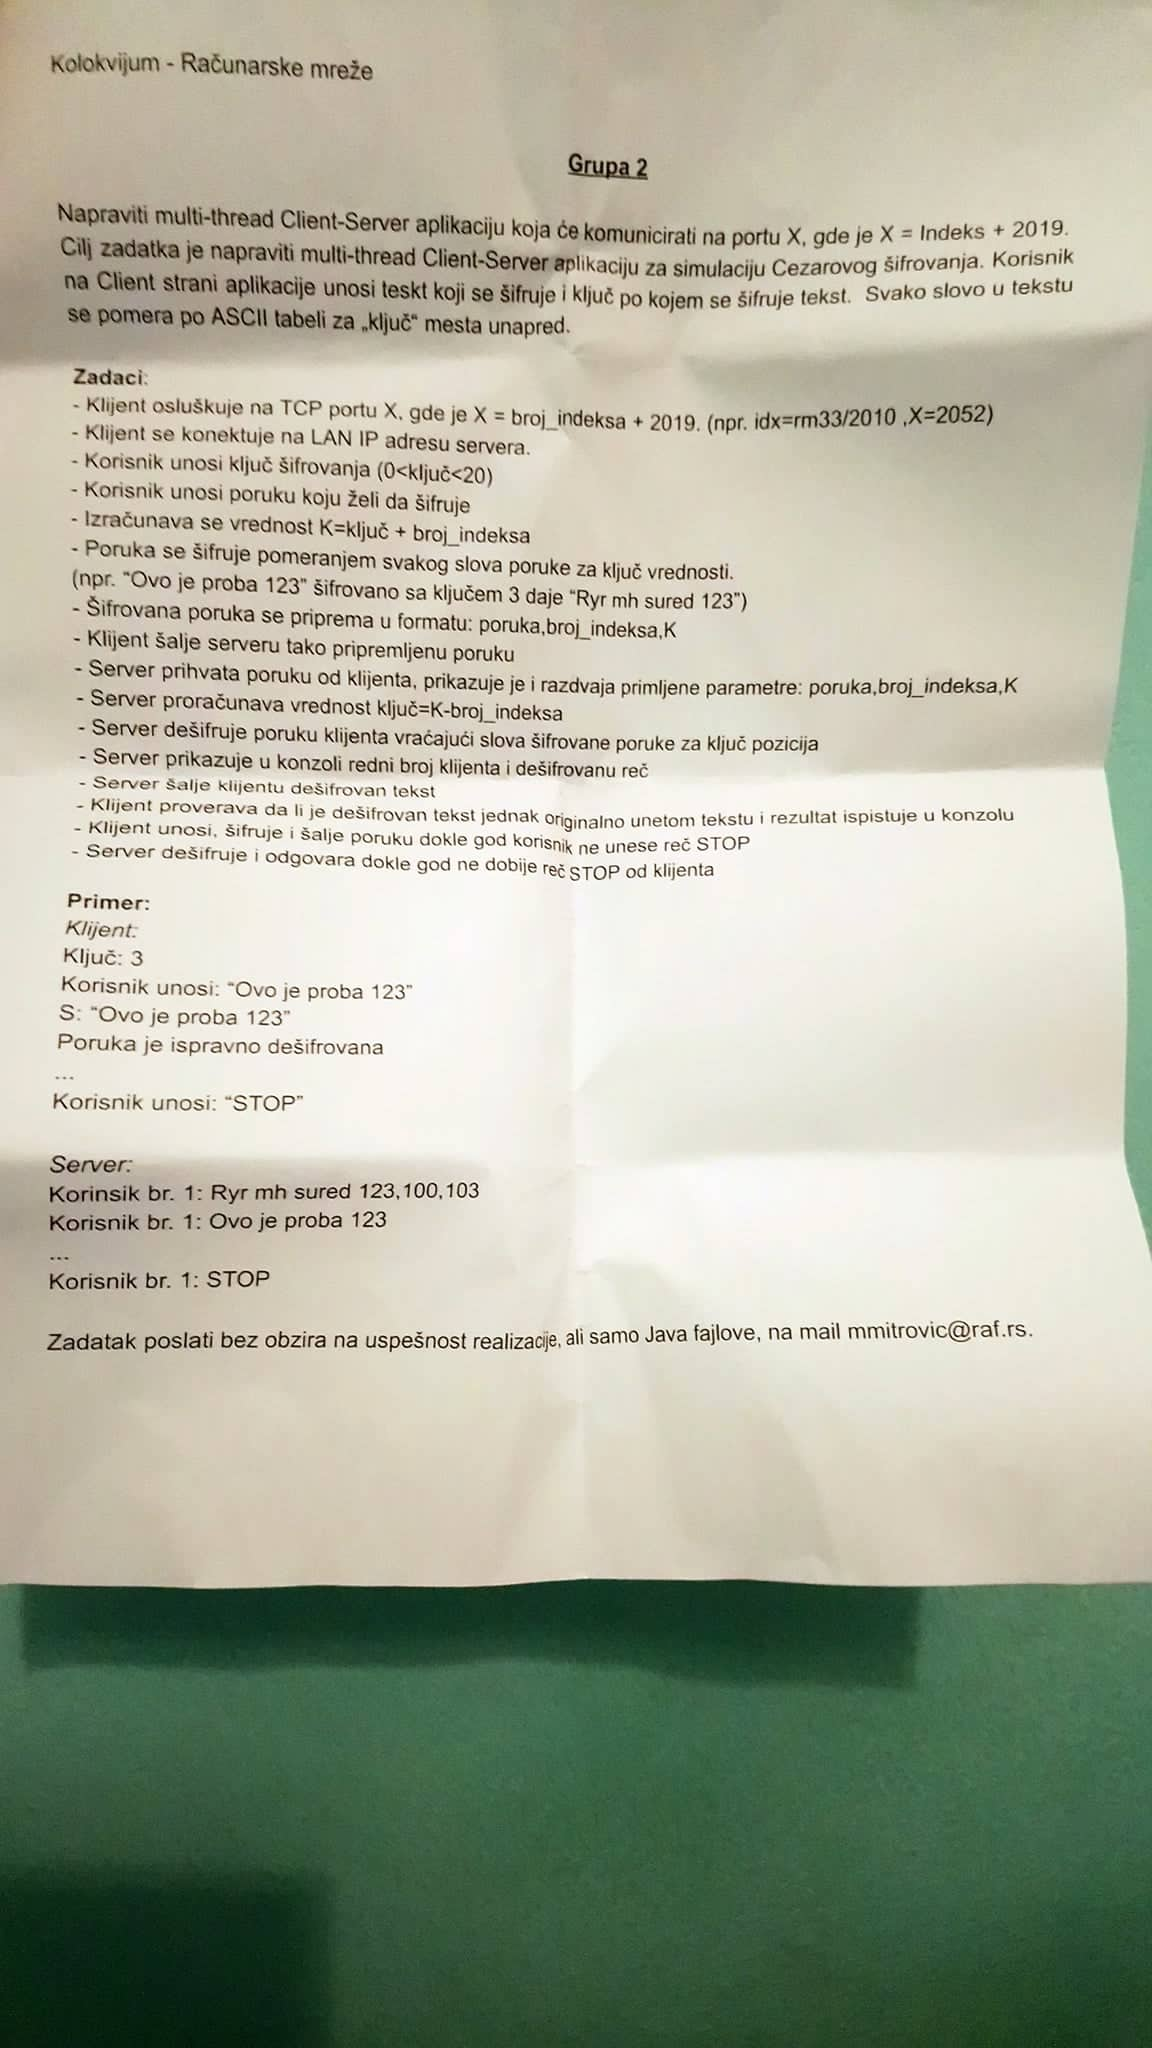 Kolokvijum - Računarske mreže
Grupa 2
Napraviti multi-thread Client-Server aplikaciju koja će komunicirati na portu X, gde je X = Indeks + 2019.
Cilj zadatka je napraviti multi-thread Client-Server aplikaciju za simulaciju Cezarovog šifrovanja. Korisnik
na Client strani aplikacije unosi teskt koji se šifruje i ključ po kojem se šifruje tekst. Svako slovo u tekstu
se pomera po ASCII tabeli za „ključ“ mesta unapred.
Zadaci:
- Klijent osluškuje na TCP portu X, gde je X = broj_indeksa + 2019. (npr. idx=rm33/2010 ,X=2052)
- Klijent se konektuje na LAN IP adresu servera.
- Korisnik unosi ključ šifrovanja (0<ključ<20)
- Korisnik unosi poruku koju želi da šifruje
- Izračunava se vrednost K=ključ + broj_indeksa
- Poruka se šifruje pomeranjem svakog slova poruke za ključ vrednosti.
(npr. “Ovo je proba 123” šifrovano sa ključem 3 daje “Ryr mh sured 123”)
- Šifrovana poruka se priprema u formatu: poruka,broj_indeksa,K
- Klijent šalje serveru tako pripremljenu poruku
- Server prihvata poruku od klijenta, prikazuje je i razdvaja primljene parametre: poruka,broj_indeksa,K
- Server proračunava vrednost ključ=K-broj_indeksa
- Server dešifruje poruku klijenta vraćajući slova šifrovane poruke za ključ pozicija
- Server prikazuje u konzoli redni broj klijenta i dešifrovanu reč
- Server šalje klijentu dešifrovan tekst
- Klijent proverava da li je dešifrovan tekst jednak originalno unetom tekstu i rezultat ispistuje u konzolu
- Klijent unosi, šifruje i šalje poruku dokle god korisnik ne unese reč STOP
- Server dešifruje i odgovara dokle god ne dobije reč STOP od klijenta
Primer:
Klijent:
Ključ: 3
Korisnik unosi: “Ovo je proba 123”
S: “Ovo je proba 123”
Poruka je ispravno dešifrovana
...
Korisnik unosi: “STOP”
Server:
Korinsik br. 1: Ryr mh sured 123,100,103
Korisnik br. 1: Ovo je proba 123
...
Korisnik br. 1: STOP
Zadatak poslati bez obzira na uspešnost realizacije, ali samo Java fajlove, na mail mmitrovic@raf.rs.